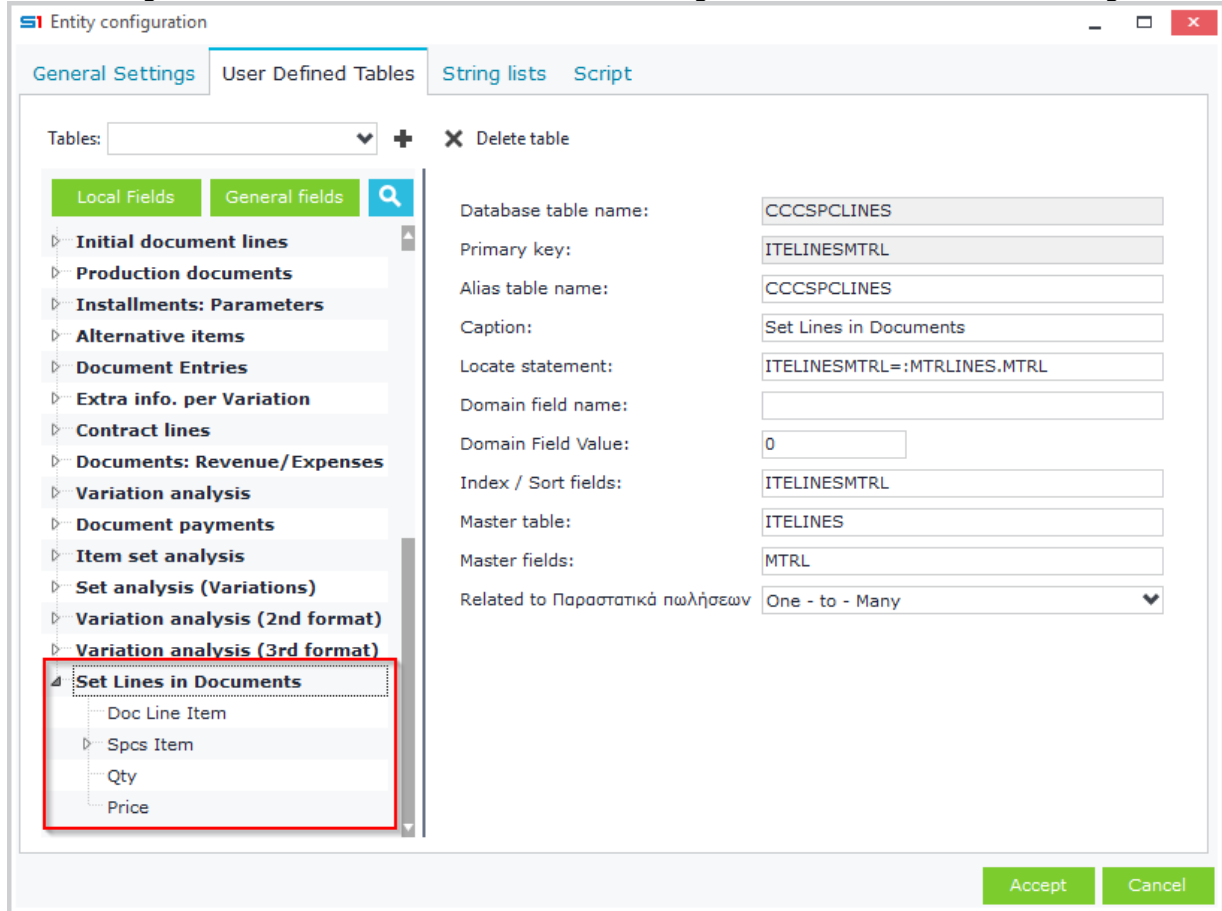 S1 Entity configuration
General Settings User Defined Tables String lists Script
Tables: Delete table
Local Fields General fields
Initial document lines
Production documents
Installments: Parameters
Alternative items
Document Entries
Extra info. per Variation
Contract lines
Documents: Revenue/Expenses
Variation analysis
Document payments
Item set analysis
Set analysis (Variations)
Variation analysis (2nd format)
Variation analysis (3rd format)
Set Lines in Documents
Doc Line Item
Spcs Item
Qty
Price
Database table name: CCCSPCLINES
Primary key: ITELINESMTRL
Alias table name: CCCSPCLINES
Caption: Set Lines in Documents
Locate statement: ITELINESMTRL=:MTRLINES.MTRL
Domain field name:
Domain Field Value: 0
Index / Sort fields: ITELINESMTRL
Master table: ITELINES
Master fields: MTRL
Related to Παραστατικά πωλήσεων One - to - Many
Accept Cancel